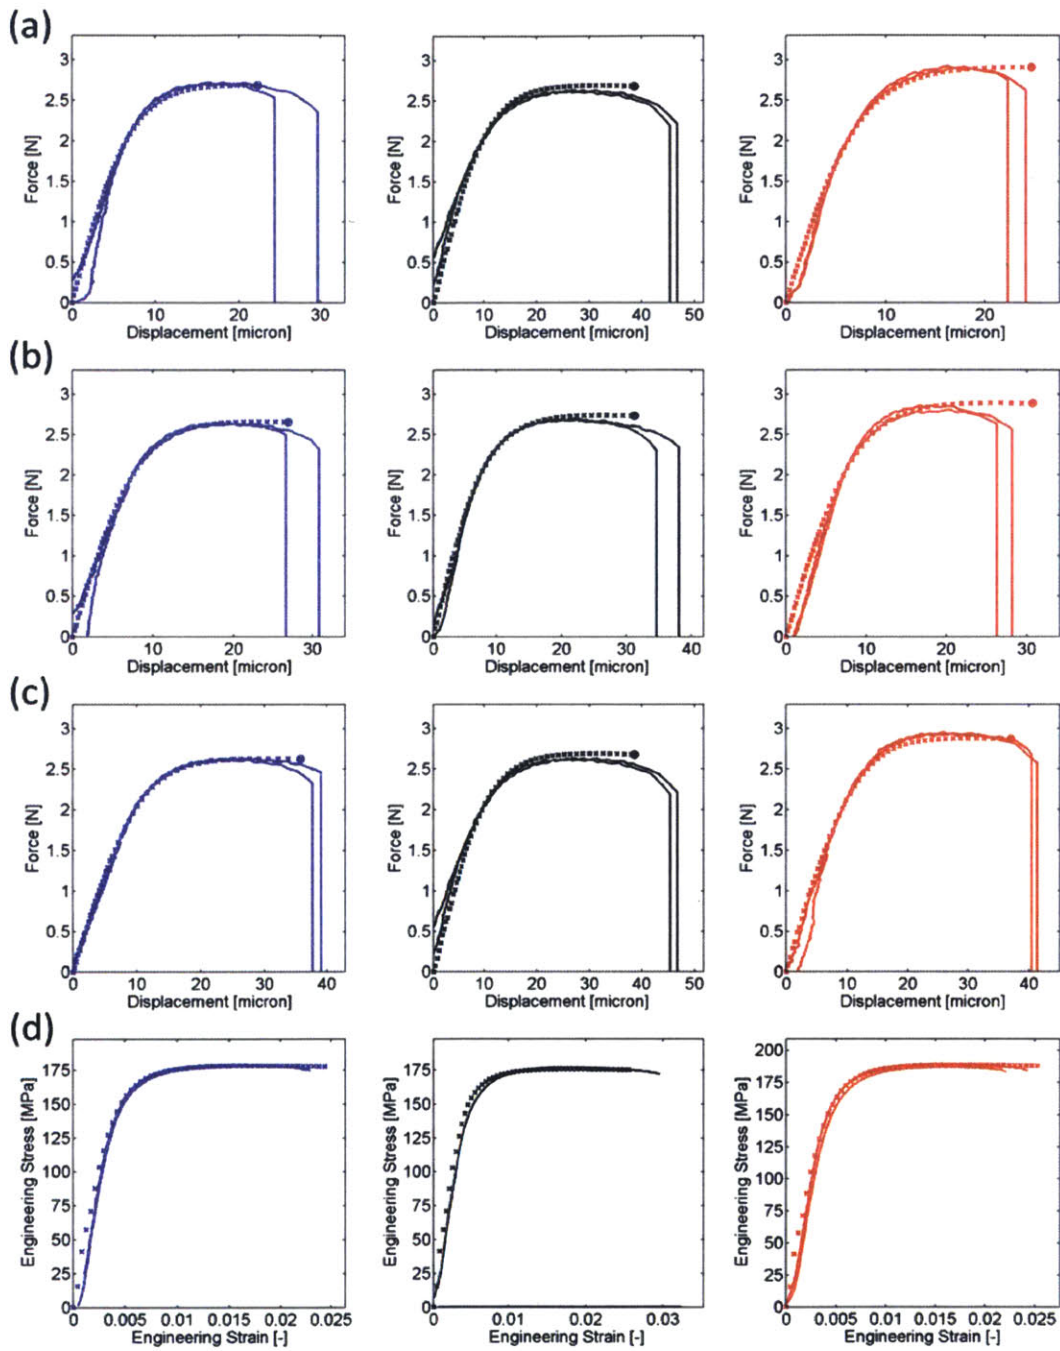 (a)
3
2.5
2
1.5
1
0.5
0
Force [N]
0 10 20 30
Displacement [micron]
3
2.5
2
1.5
1
0.5
0
Force [N]
0 10 20 30 40 50
Displacement [micron]
3
2.5
2
1.5
1
0.5
0
Force [N]
0 10 20
Displacement [micron]
(b)
3
2.5
2
1.5
1
0.5
0
Force [N]
0 10 20 30
Displacement [micron]
3
2.5
2
1.5
1
0.5
0
Force [N]
0 10 20 30 40
Displacement [micron]
3
2.5
2
1.5
1
0.5
0
Force [N]
0 10 20 30
Displacement [micron]
(c)
3
2.5
2
1.5
1
0.5
0
Force [N]
0 10 20 30 40
Displacement [micron]
3
2.5
2
1.5
1
0.5
0
Force [N]
0 10 20 30 40 50
Displacement [micron]
3
2.5
2
1.5
1
0.5
0
Force [N]
0 10 20 30 40
Displacement [micron]
(d)
175
150
125
100
75
50
25
0
Engineering Stress [MPa]
0 0.005 0.01 0.015 0.02 0.025
Engineering Strain [-]
175
150
125
100
75
50
25
0
Engineering Stress [MPa]
0 0.01 0.02 0.03
Engineering Strain [-]
200
175
150
125
100
75
50
25
0
Engineering Stress [MPa]
0 0.005 0.01 0.015 0.02 0.025
Engineering Strain [-]